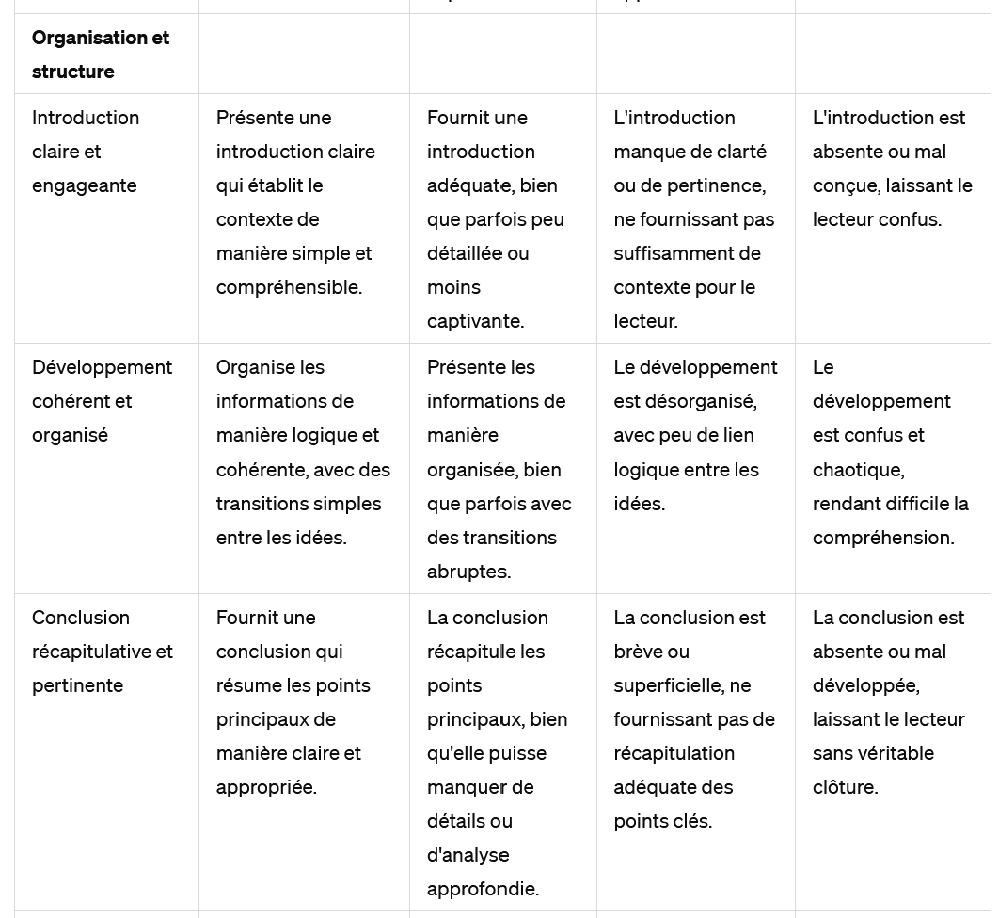 Organisation et
structure
Introduction
claire et
engageante
Présente une
introduction claire
qui établit le
contexte de
manière simple et
compréhensible.
Fournit une
introduction
adéquate, bien
que parfois peu
détaillée ou
moins
captivante.
L'introduction
manque de clarté
ou de pertinence,
ne fournissant pas
suffisamment de
contexte pour le
lecteur.
L'introduction est
absente ou mal
conçue, laissant le
lecteur confus.
Développement
cohérent et
organisé
Organise les
informations de
manière logique et
cohérente, avec des
transitions simples
entre les idées.
Présente les
informations de
manière
organisée, bien
que parfois avec
des transitions
abruptes.
Le développement
est désorganisé,
avec peu de lien
logique entre les
idées.
Le
développement
est confus et
chaotique,
rendant difficile la
compréhension.
Conclusion
récapitulative et
pertinente
Fournit une
conclusion qui
résume les points
principaux de
manière claire et
appropriée.
La conclusion
récapitule les
points
principaux, bien
qu'elle puisse
manquer de
détails ou
d'analyse
approfondie.
La conclusion est
brève ou
superficielle, ne
fournissant pas de
récapitulation
adéquate des
points clés.
La conclusion est
absente ou mal
développée,
laissant le lecteur
sans véritable
clôture.